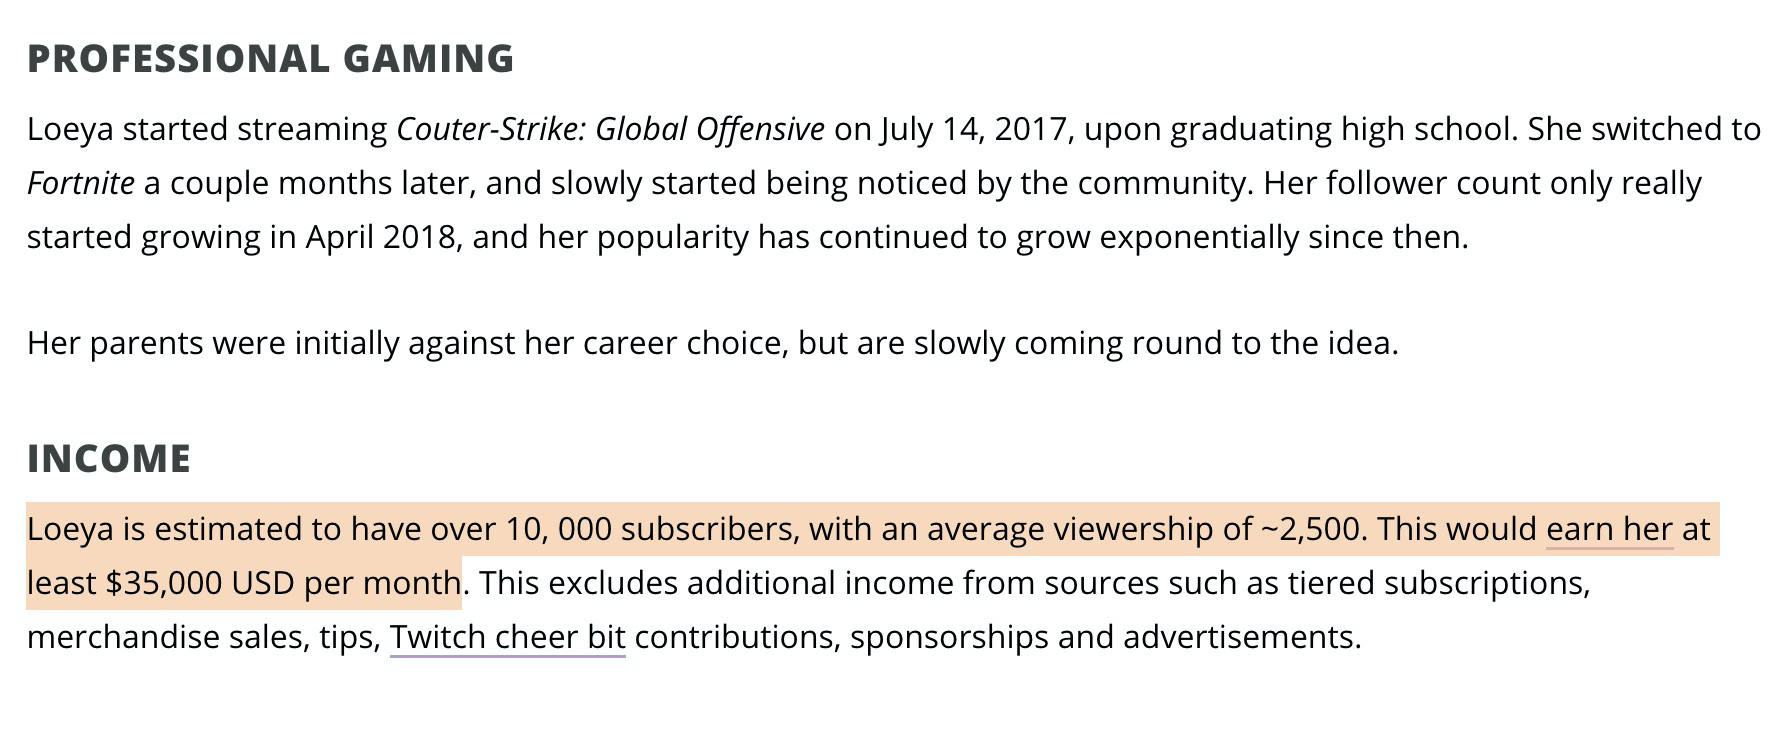 PROFESSIONAL GAMING
Loeya started streaming Couter-Strike: Global Offensive on July 14, 2017, upon graduating high school. She switched to
Fortnite a couple months later, and slowly started being noticed by the community. Her follower count only really
started growing in April 2018, and her popularity has continued to grow exponentially since then.
Her parents were initially against her career choice, but are slowly coming round to the idea.
INCOME
Loeya is estimated to have over 10, 000 subscribers, with an average viewership of ~2,500. This would earn her at
least $35,000 USD per month. This excludes additional income from sources such as tiered subscriptions,
merchandise sales, tips, Twitch cheer bit contributions, sponsorships and advertisements.